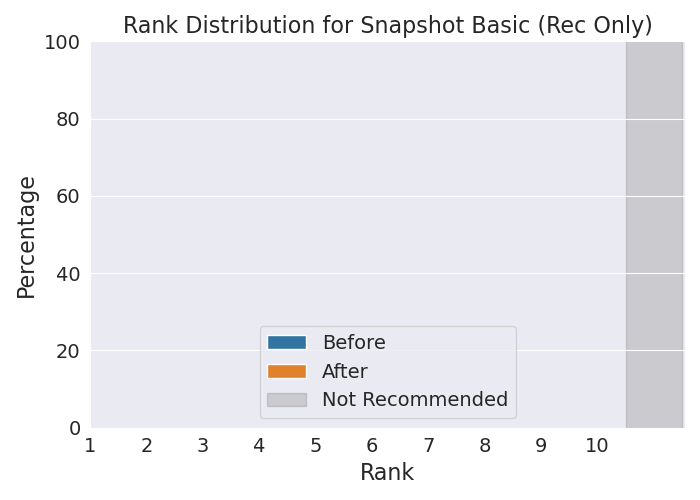 Rank Distribution for Snapshot Basic (Rec Only)
100
80
60
40
20
0
Percentage
Before
After
Not Recommended
1 2 3 4 5 6 7 8 9 10
Rank